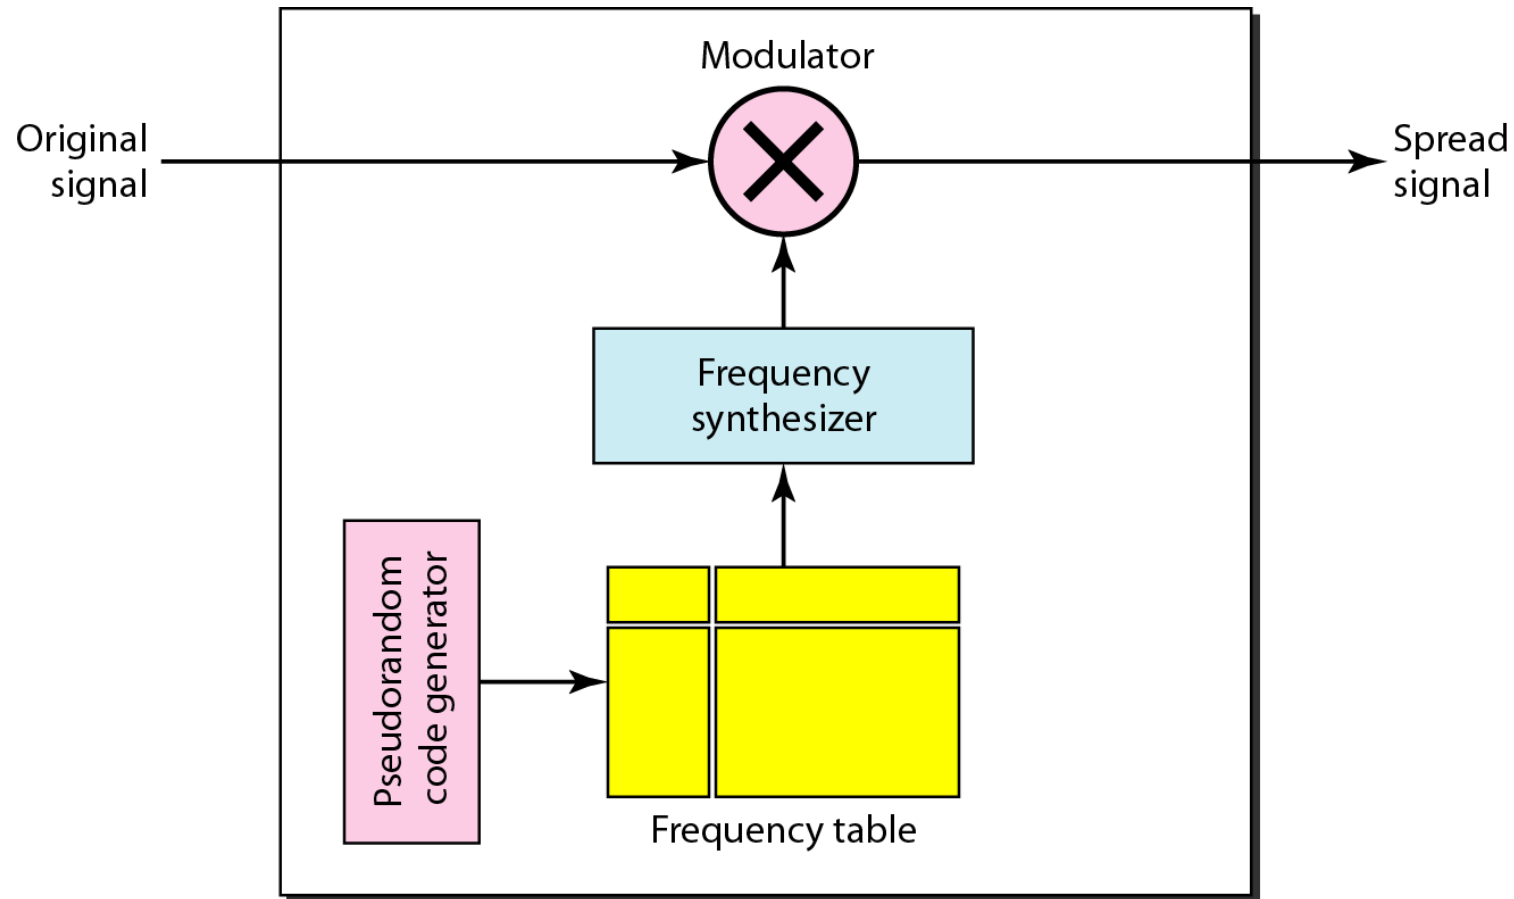 Modulator
Original
signal
Spread
signal
Frequency
synthesizer
Pseudorandom
code generator
Frequency table